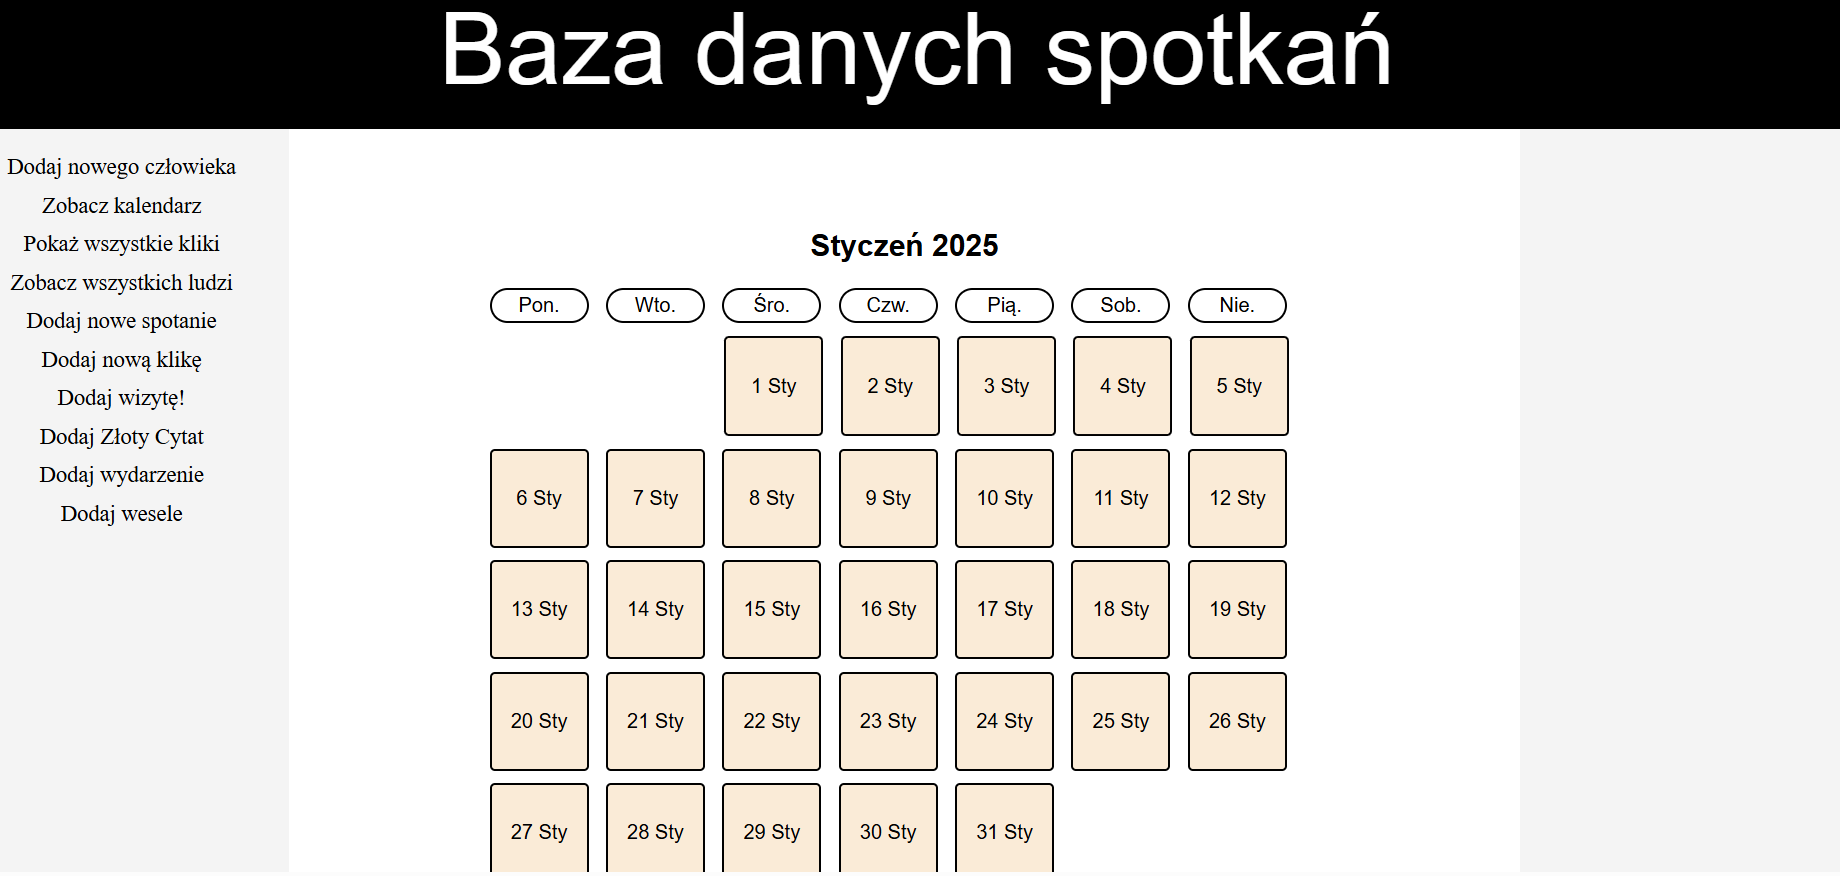 Baza danych spotkań
Dodaj nowego człowieka
Zobacz kalendarz
Pokaż wszystkie kliki
Zobacz wszystkich ludzi
Dodaj nowe spotanie
Dodaj nową klikę
Dodaj wizytę!
Dodaj Złoty Cytat
Dodaj wydarzenie
Dodaj wesele
Styczeń 2025
Pon. Wto. Śro. Czw. Pią. Sob. Nie.
1 Sty 2 Sty 3 Sty 4 Sty 5 Sty
6 Sty 7 Sty 8 Sty 9 Sty 10 Sty 11 Sty 12 Sty
13 Sty 14 Sty 15 Sty 16 Sty 17 Sty 18 Sty 19 Sty
20 Sty 21 Sty 22 Sty 23 Sty 24 Sty 25 Sty 26 Sty
27 Sty 28 Sty 29 Sty 30 Sty 31 Sty